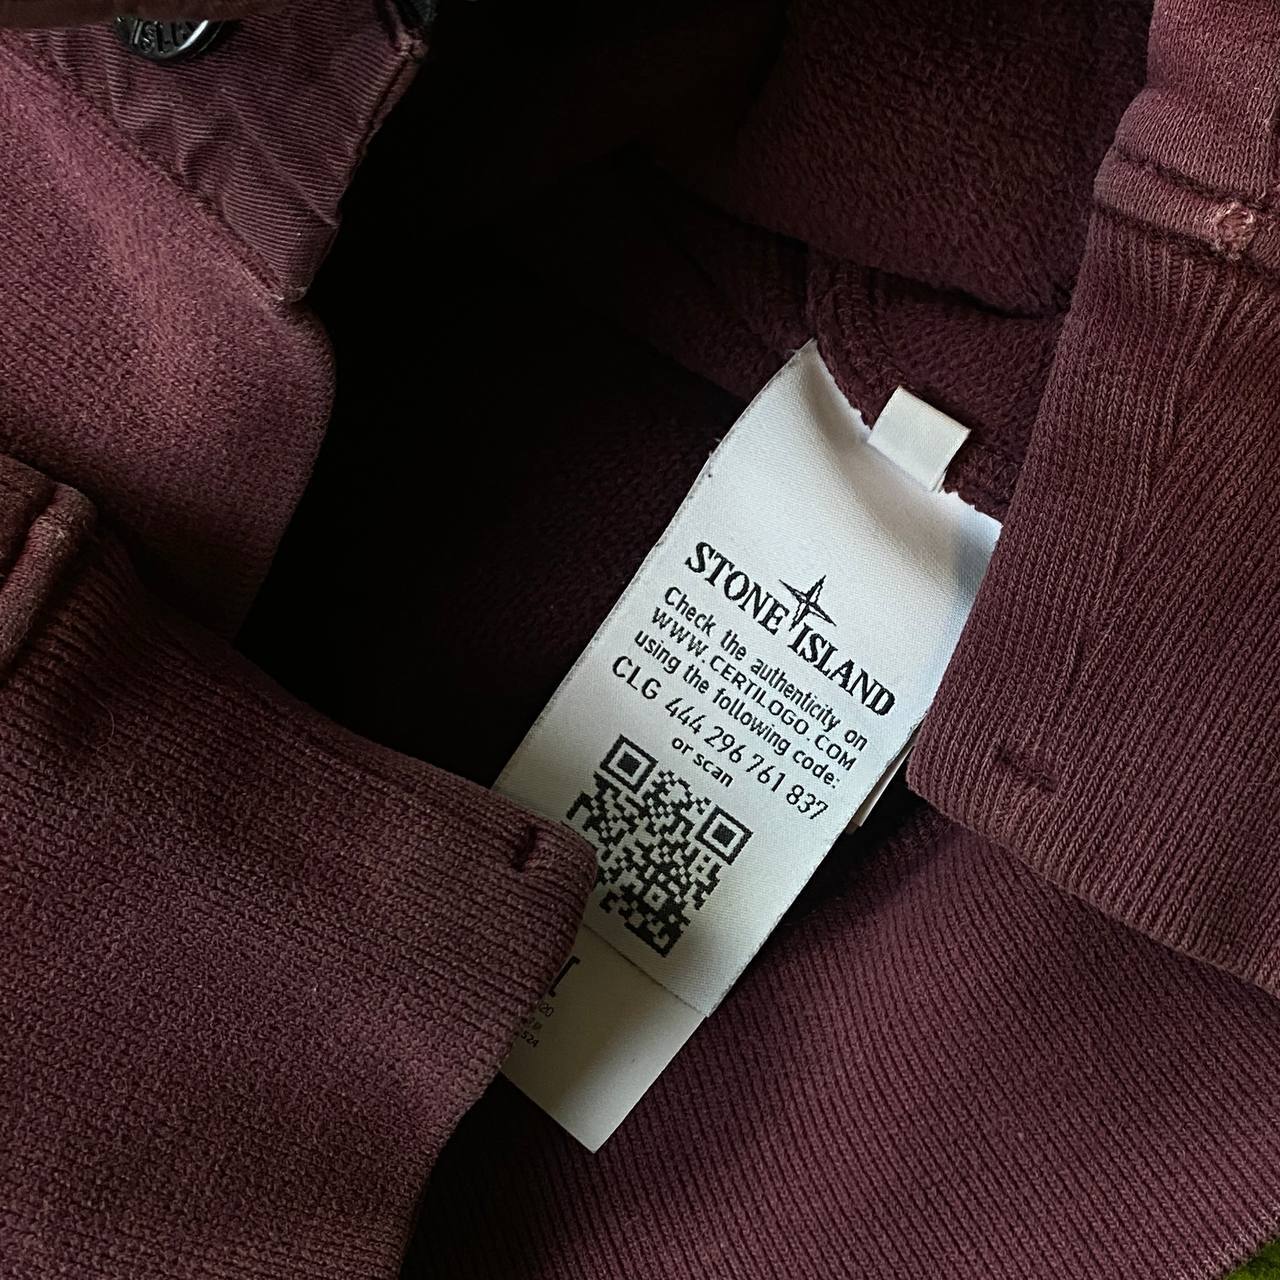 STONE ISLAND
Check the authenticity on
WWW.CERTILOGO.COM
using the following code:
CLG 444 296 761 837
or scan